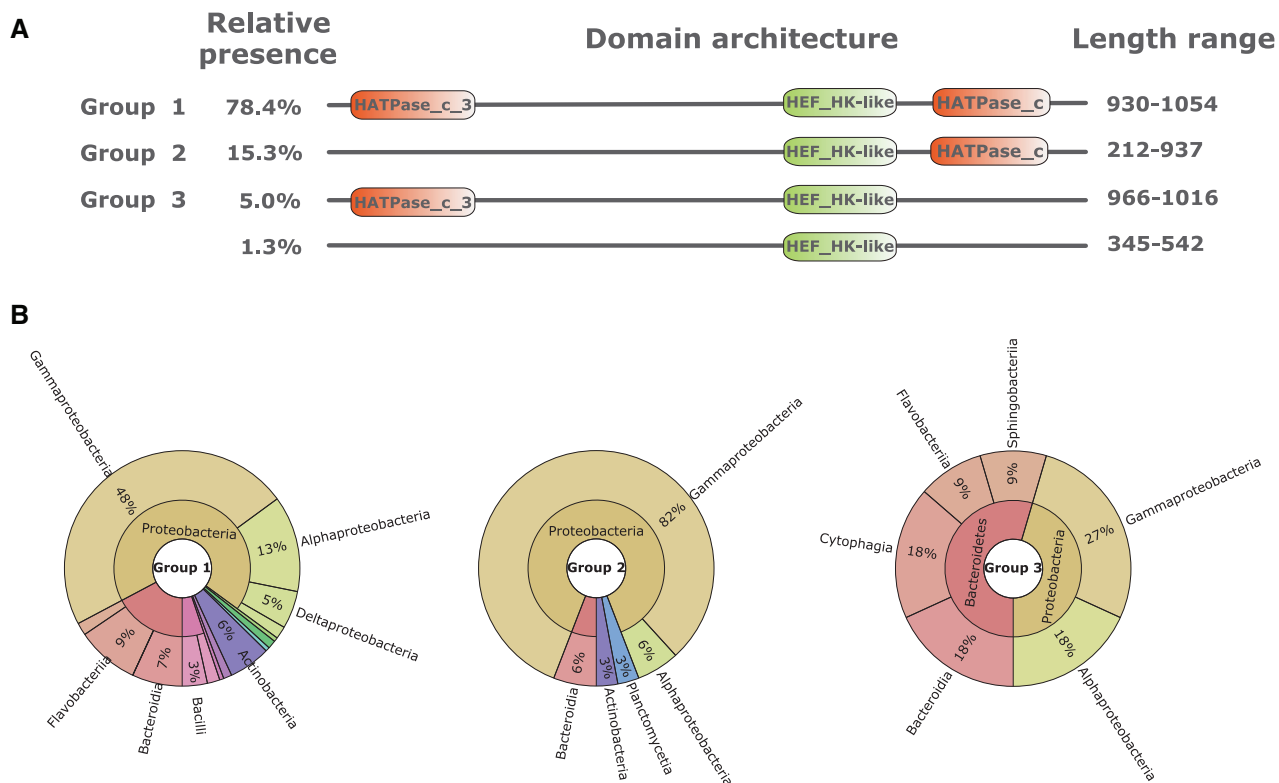 A
Relative
presence
Domain architecture
Length range
Group 1 78.4% HATPase_c_3 HEF_HK-like HATPase_c 930-1054
Group 2 15.3% HEF_HK-like HATPase_c 212-937
Group 3 5.0% HATPase_c_3 HEF_HK-like 966-1016
1.3% HEF_HK-like 345-542
B
Gammaproteobacteria
48%
Proteobacteria
Alphaproteobacteria
13%
Group 1
5%
Deltaproteobacteria
6%
Actinobacteria
9%
Flavobacteriia
7%
Bacteroidia
3%
Bacilli
Gammaproteobacteria
82%
Proteobacteria
Group 2
6%
Bacteroidia
3%
Actinobacteria
3%
Planctomycetia
6%
Alphaproteobacteria
Flavobacteriia
9%
Sphingobacteriia
9%
Gammaproteobacteria
27%
Cytophagia
18%
Bacteroidetes
Group 3
Proteobacteria
18%
Bacteroidia
18%
Alphaproteobacteria